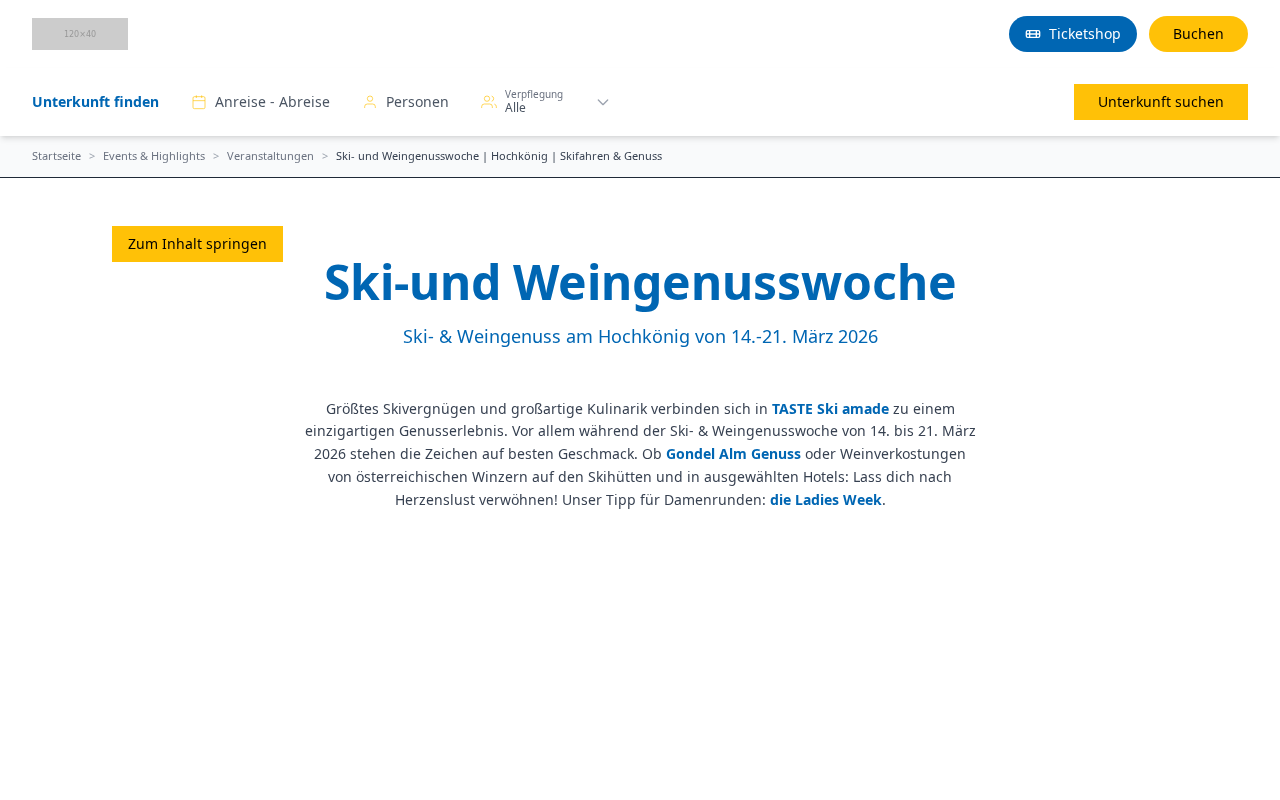 120×40
Ticketshop
Buchen
Unterkunft finden
Anreise - Abreise
Personen
Verpflegung
Alle
Unterkunft suchen
Startseite > Events & Highlights > Veranstaltungen > Ski- und Weingenusswoche | Hochkönig | Skifahren & Genuss
Zum Inhalt springen
Ski-und Weingenusswoche
Ski- & Weingenuss am Hochkönig von 14.-21. März 2026
Größtes Skivergnügen und großartige Kulinarik verbinden sich in TASTE Ski amade zu einem
einzigartigen Genusserlebnis. Vor allem während der Ski- & Weingenusswoche von 14. bis 21. März
2026 stehen die Zeichen auf besten Geschmack. Ob Gondel Alm Genuss oder Weinverkostungen
von österreichischen Winzern auf den Skihütten und in ausgewählten Hotels: Lass dich nach
Herzenslust verwöhnen! Unser Tipp für Damenrunden: die Ladies Week.